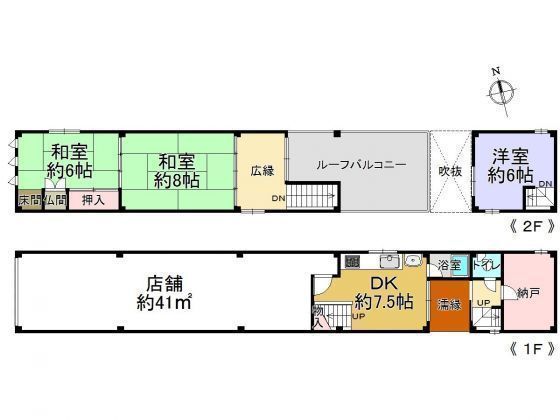 N
和室
約6帖
和室
約8帖
広縁
ルーフバルコニー
吹抜
洋室
約6帖
DN
DN
床間
仏間
押入
《 2F 》
店舗
約41㎡
DK
約7.5帖
物入
UP
浴室
濡縁
トイレ
UP
納戸
《 1F 》